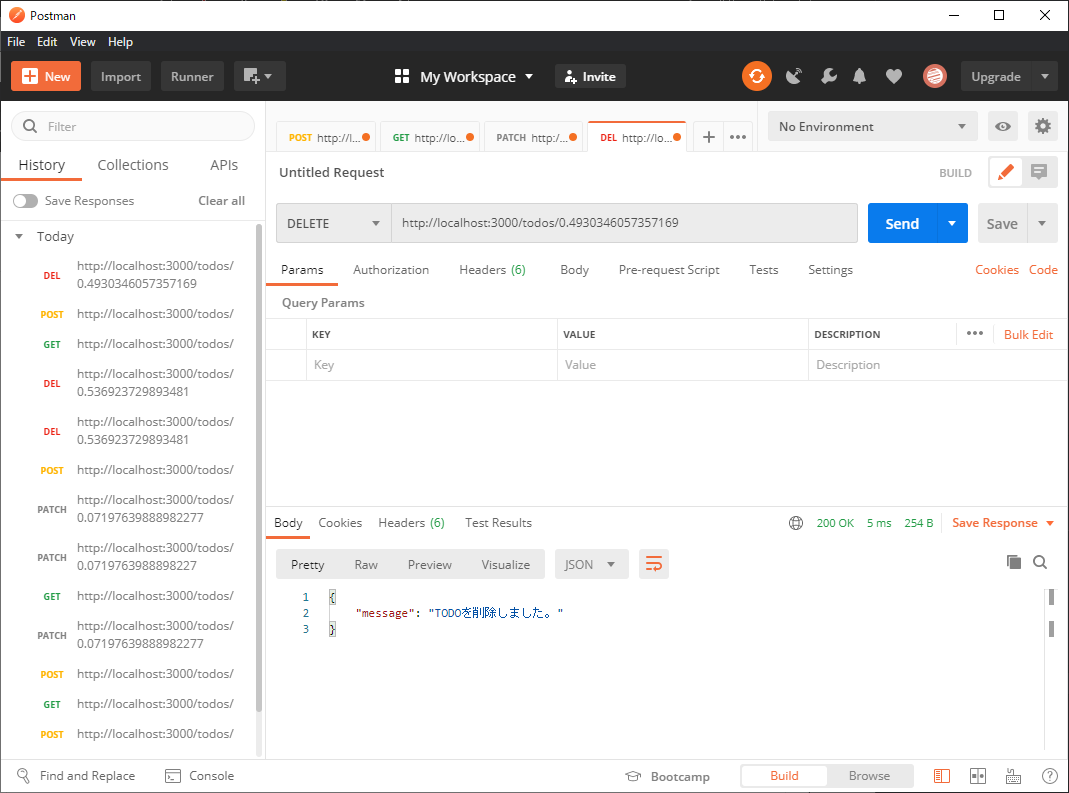 Postman
File Edit View Help
New Import Runner My Workspace Invite Upgrade
Filter
History Collections APIs
Save Responses Clear all
Today
DEL http://localhost:3000/todos/
0.4930346057357169
POST http://localhost:3000/todos/
GET http://localhost:3000/todos/
DEL http://localhost:3000/todos/
0.536923729893481
DEL http://localhost:3000/todos/
0.536923729893481
POST http://localhost:3000/todos/
PATCH http://localhost:3000/todos/
0.07197639888982277
PATCH http://localhost:3000/todos/
0.07197639888982277
GET http://localhost:3000/todos/
PATCH http://localhost:3000/todos/
0.07197639888982277
POST http://localhost:3000/todos/
GET http://localhost:3000/todos/
POST http://localhost:3000/todos/
POST http://l... GET http://lo... PATCH http:/... DEL http://lo... + ••• No Environment
Untitled Request BUILD
DELETE http://localhost:3000/todos/0.4930346057357169 Send Save
Params Authorization Headers (6) Body Pre-request Script Tests Settings Cookies Code
Query Params
KEY VALUE DESCRIPTION ••• Bulk Edit
Key Value Description
Body Cookies Headers (6) Test Results 200 OK 5 ms 254 B Save Response
Pretty Raw Preview Visualize JSON
1 {
2 "message": "TODOを削除しました。"
3 }
Find and Replace Console Bootcamp Build Browse